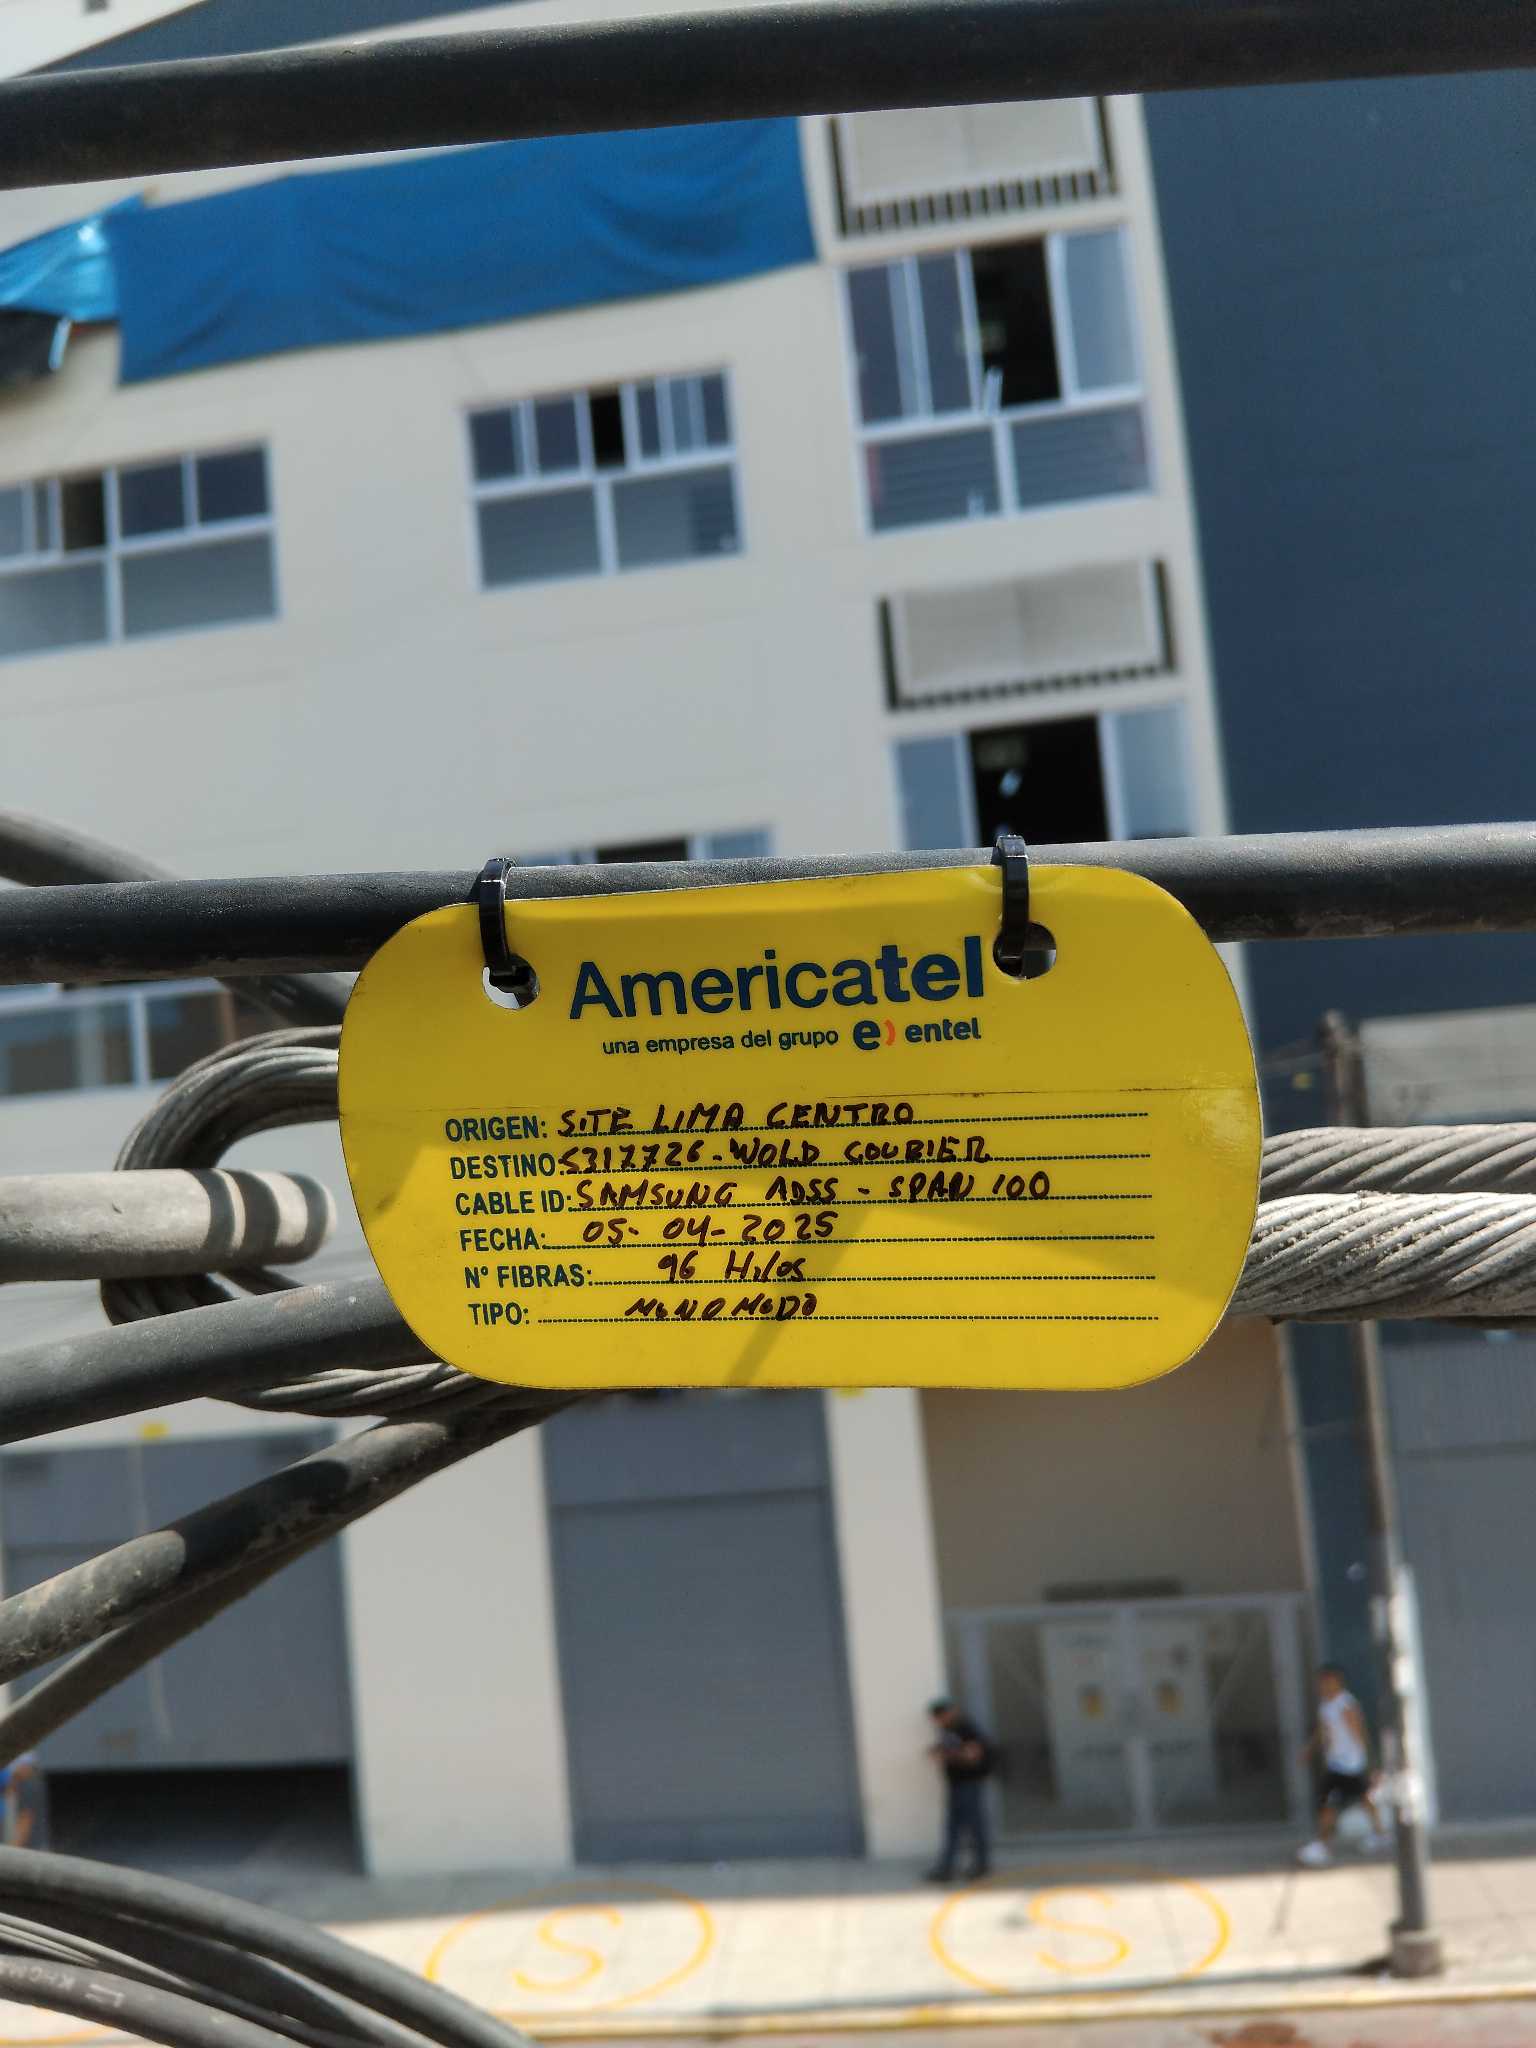 Americatel
una empresa del grupo e) entel
ORIGEN: SITE LIMA CENTRO
DESTINO: S317726-WOLD COURIER
CABLE ID: SAMSUNG ADSS - SPAN 100
FECHA: 05-04-2025
N° FIBRAS: 96 Hilos
TIPO: MONOMODO
S S